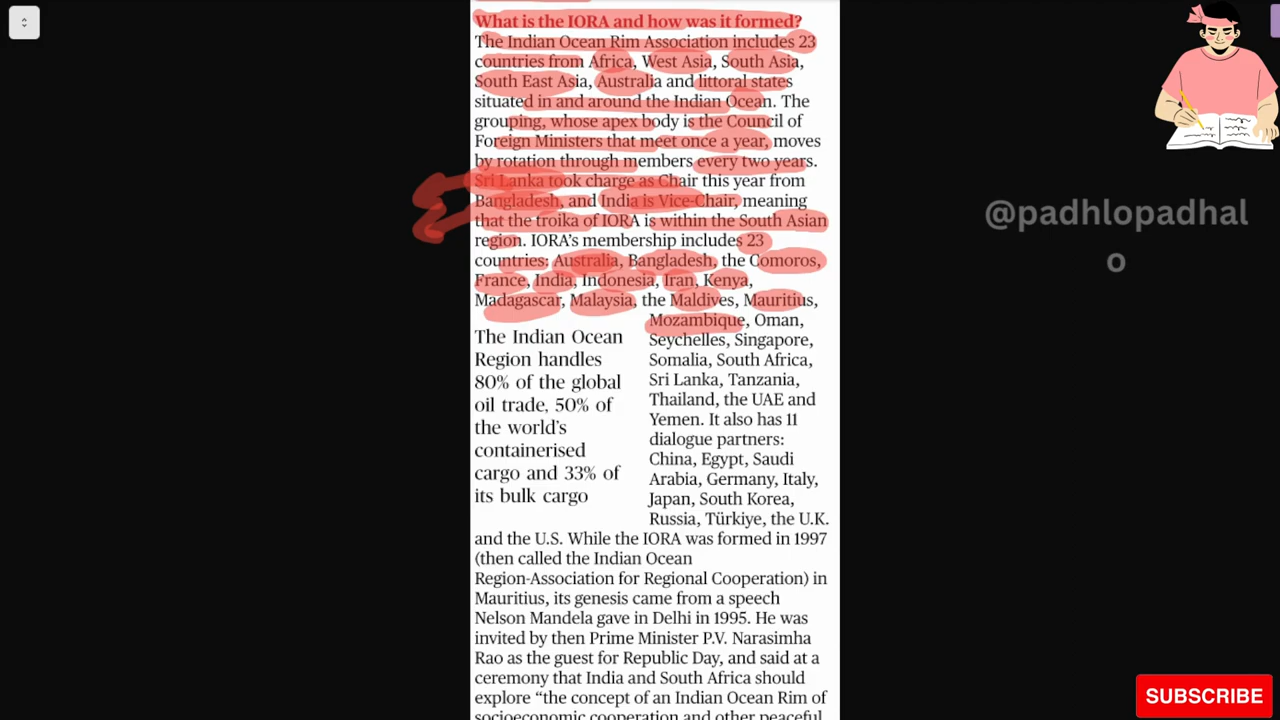 What is the IORA and how was it formed?
The Indian Ocean Rim Association includes 23
countries from Africa, West Asia, South Asia,
South East Asia, Australia and littoral states
situated in and around the Indian Ocean. The
grouping, whose apex body is the Council of
Foreign Ministers that meet once a year, moves
by rotation through members every two years.
Sri Lanka took charge as Chair this year from
Bangladesh, and India is Vice-Chair, meaning
that the troika of IORA is within the South Asian
region. IORA's membership includes 23
countries: Australia, Bangladesh, the Comoros,
France, India, Indonesia, Iran, Kenya,
Madagascar, Malaysia, the Maldives, Mauritius,
Mozambique, Oman,
Seychelles, Singapore,
Somalia, South Africa,
Sri Lanka, Tanzania,
Thailand, the UAE and
Yemen. It also has 11
dialogue partners:
China, Egypt, Saudi
Arabia, Germany, Italy,
Japan, South Korea,
Russia, Türkiye, the U.K.
The Indian Ocean
Region handles
80% of the global
oil trade, 50% of
the world's
containerised
cargo and 33% of
its bulk cargo
and the U.S. While the IORA was formed in 1997
(then called the Indian Ocean
Region-Association for Regional Cooperation) in
Mauritius, its genesis came from a speech
Nelson Mandela gave in Delhi in 1995. He was
invited by then Prime Minister P.V. Narasimha
Rao as the guest for Republic Day, and said at a
ceremony that India and South Africa should
explore “the concept of an Indian Ocean Rim of
socioeconomic cooperation and other peaceful
@padhlopadhal
o
SUBSCRIBE